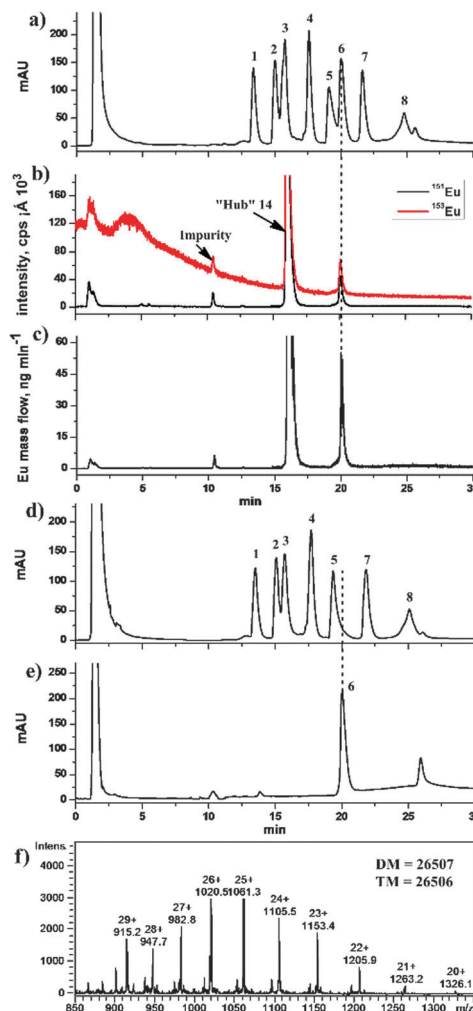 a)
mAU
200
150
100
50
0
1 2 3 4 5 6 7 8
b)
intensity, cps ¡Á 10³
160
120
80
40
0
"Hub" 14
Impurity
¹⁵¹Eu
¹⁵³Eu
c)
Eu mass flow, ng mln⁻¹
60
45
30
15
0
0 5 10 15 20 25 30
min
d)
mAU
200
150
100
50
0
1 2 3 4 5 7 8
e)
mAU
250
200
150
100
50
0
6
0 5 10 15 20 25 30
min
f)
Intens.
4000
3000
2000
1000
0
DM = 26507
TM = 26506
29+
915.2
28+
947.7
27+
982.8
26+
1020.5
25+
1061.3
24+
1105.5
23+
1153.4
22+
1205.9
21+
1263.2
20+
1326.1
850 900 950 1000 1050 1100 1150 1200 1250 1300 m/z